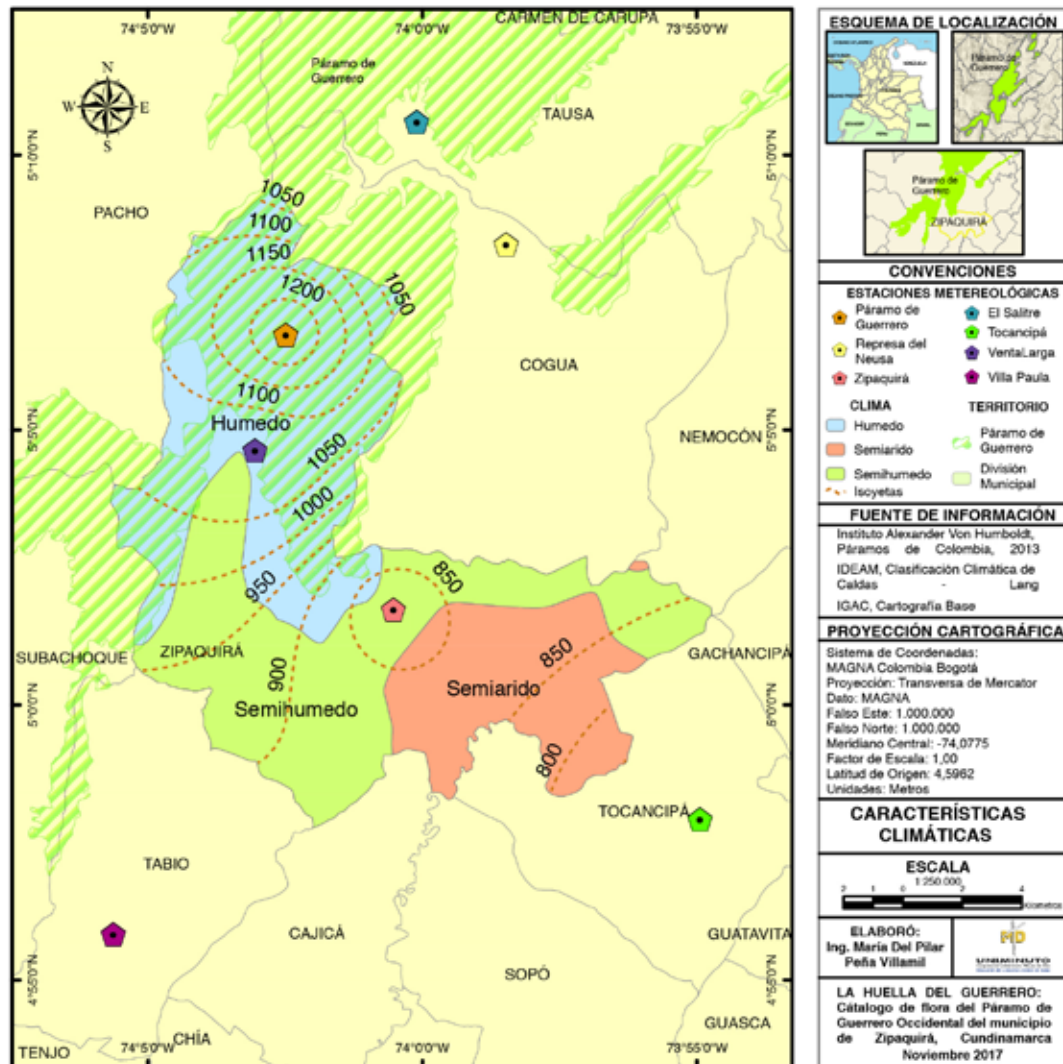 74°5'0"W
74°0'0"W
73°55'0"W
CARMEN DE CARUPA
Páramo de
Guerrero
N
W
E
S
TAUSA
5°10'0"N
5°10'0"N
PACHO
1050
1100
1150
1200
1050
COGUA
1100
Humedo
NEMOCÓN
5°5'0"N
5°5'0"N
1050
1000
950
850
ZIPAQUIRÁ
SUBACHOQUE
GACHANCIPÁ
850
900
Semiarido
Semihumedo
5°0'0"N
5°0'0"N
800
TOCANCIPÁ
TABIO
CAJICÁ
GUATAVITA
SOPÓ
4°55'0"N
4°55'0"N
GUASCA
CHÍA
TENJO
74°5'0"W
74°0'0"W
73°55'0"W
ESQUEMA DE LOCALIZACIÓN
Páramo de
Guerrero
Páramo de
Guerrero
ZIPAQUIRÁ
CONVENCIONES
ESTACIONES METEREOLÓGICAS
Páramo de
Guerrero
Represa del
Neusa
Zipaquirá
El Salitre
Tocancipá
VentaLarga
Villa Paula
CLIMA
Humedo
Semiarido
Semihumedo
Isoyetas
TERRITORIO
Páramo de
Guerrero
División
Municipal
FUENTE DE INFORMACIÓN
Instituto Alexander Von Humboldt,
Páramos de Colombia, 2013
IDEAM, Clasificación Climática de
Caldas - Lang
IGAC, Cartografía Base
PROYECCIÓN CARTOGRÁFICA
Sistema de Coordenadas:
MAGNA Colombia Bogotá
Proyección: Transversa de Mercator
Dato: MAGNA
Falso Este: 1.000.000
Falso Norte: 1.000.000
Meridiano Central: -74,0775
Factor de Escala: 1,00
Latitud de Origen: 4,5962
Unidades: Metros
CARACTERÍSTICAS
CLIMÁTICAS
ESCALA
1:250.000
2 1 0 2 4
Kilometros
ELABORÓ:
Ing. María Del Pilar
Peña Villamil
MD
UNIMINUTO
LA HUELLA DEL GUERRERO:
Cátalogo de flora del Páramo de
Guerrero Occidental del municipio
de Zipaquirá, Cundinamarca
Noviembre 2017